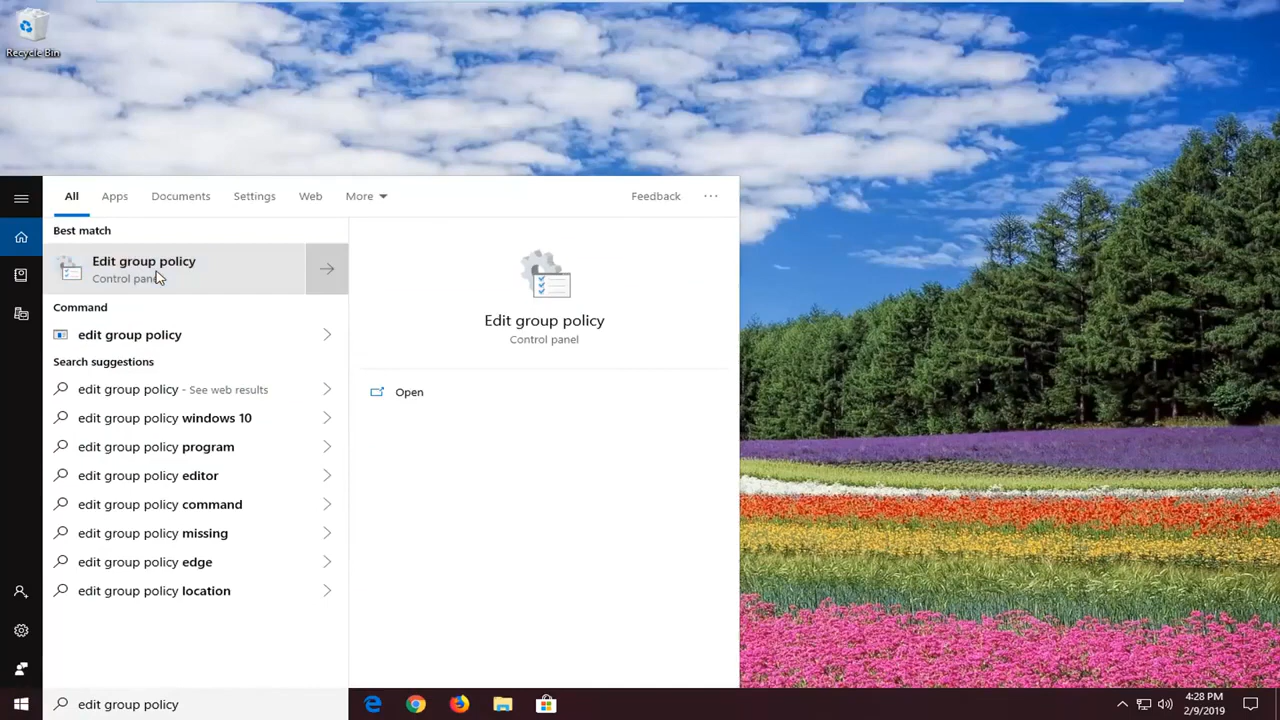 Recycle Bin
All Apps Documents Settings Web More Feedback ...
Best match
Edit group policy
Control panel
Command
edit group policy
Search suggestions
edit group policy - See web results
edit group policy windows 10
edit group policy program
edit group policy editor
edit group policy command
edit group policy missing
edit group policy edge
edit group policy location
Edit group policy
Control panel
Open
edit group policy
4:28 PM
2/9/2019